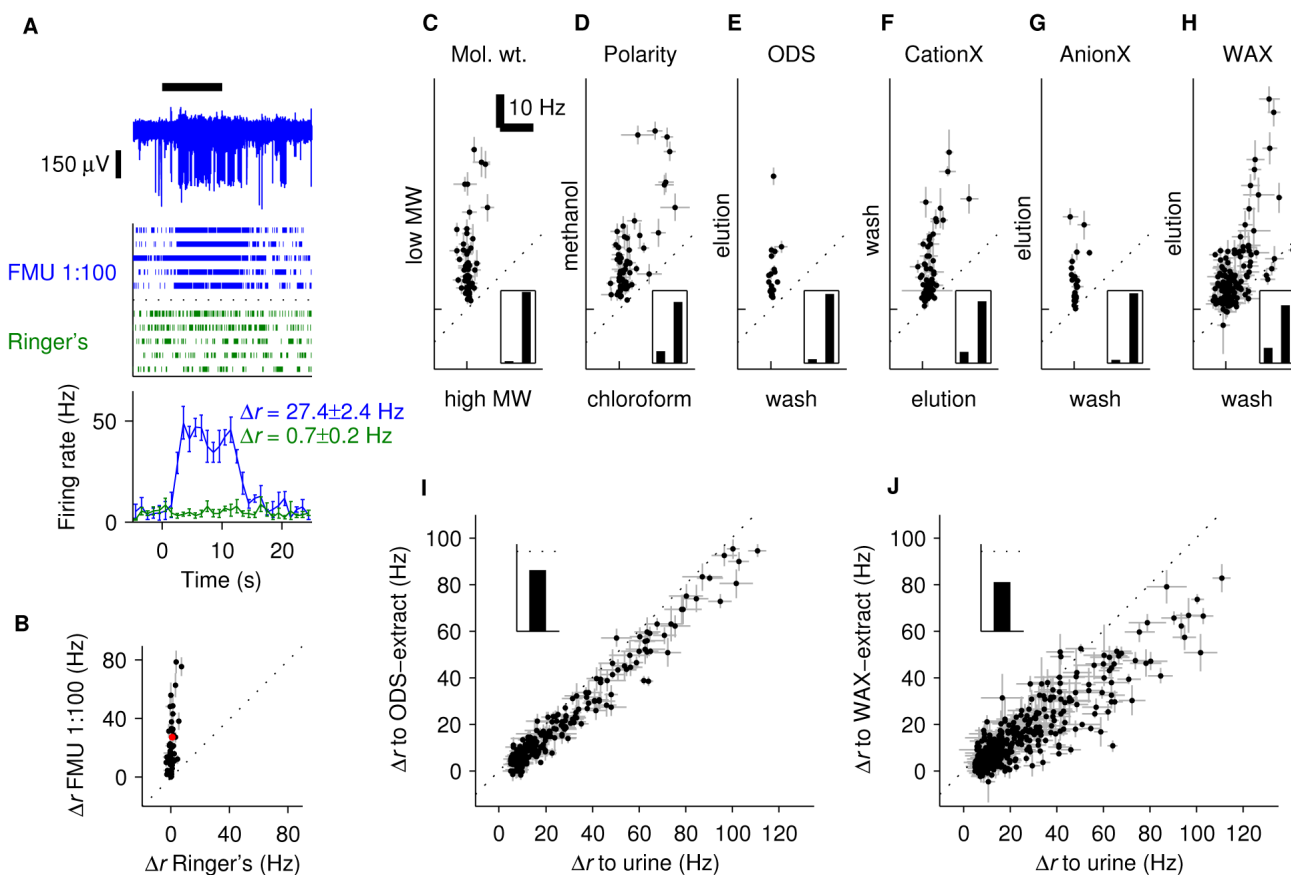 A
150 μV
FMU 1:100
Ringer's
Firing rate (Hz)
50
0
Δr = 27.4±2.4 Hz
Δr = 0.7±0.2 Hz
0 10 20
Time (s)
B
Δr FMU 1:100 (Hz)
80
40
0
0 40 80
Δr Ringer's (Hz)
C
Mol. wt.
10 Hz
low MW
high MW
D
Polarity
methanol
chloroform
E
ODS
elution
wash
F
CationX
wash
elution
G
AnionX
elution
wash
H
WAX
elution
wash
I
Δr to ODS−extract (Hz)
100
80
60
40
20
0
0 20 40 60 80 100 120
Δr to urine (Hz)
J
Δr to WAX−extract (Hz)
100
80
60
40
20
0
0 20 40 60 80 100 120
Δr to urine (Hz)